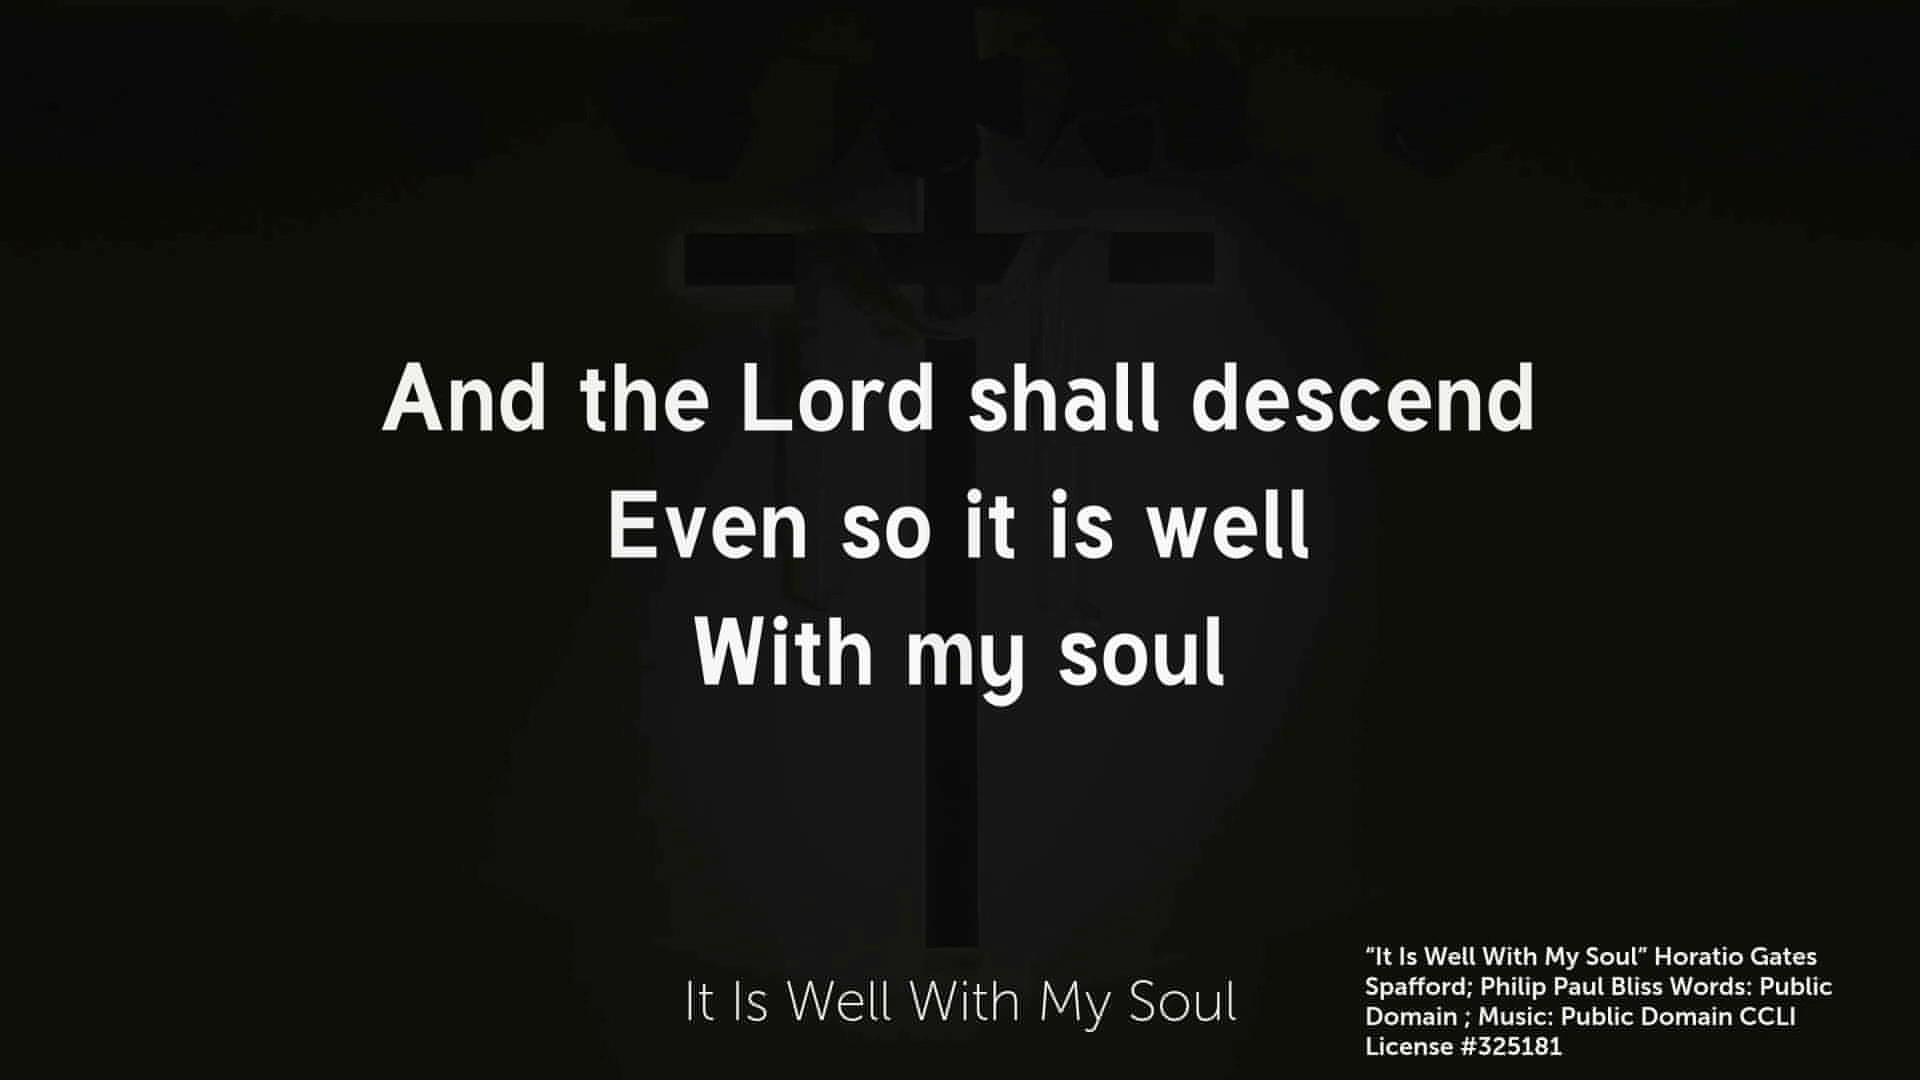 And the Lord shall descend
Even so it is well
With my soul
It Is Well With My Soul
“It Is Well With My Soul” Horatio Gates
Spafford; Philip Paul Bliss Words: Public
Domain ; Music: Public Domain CCLI
License #325181